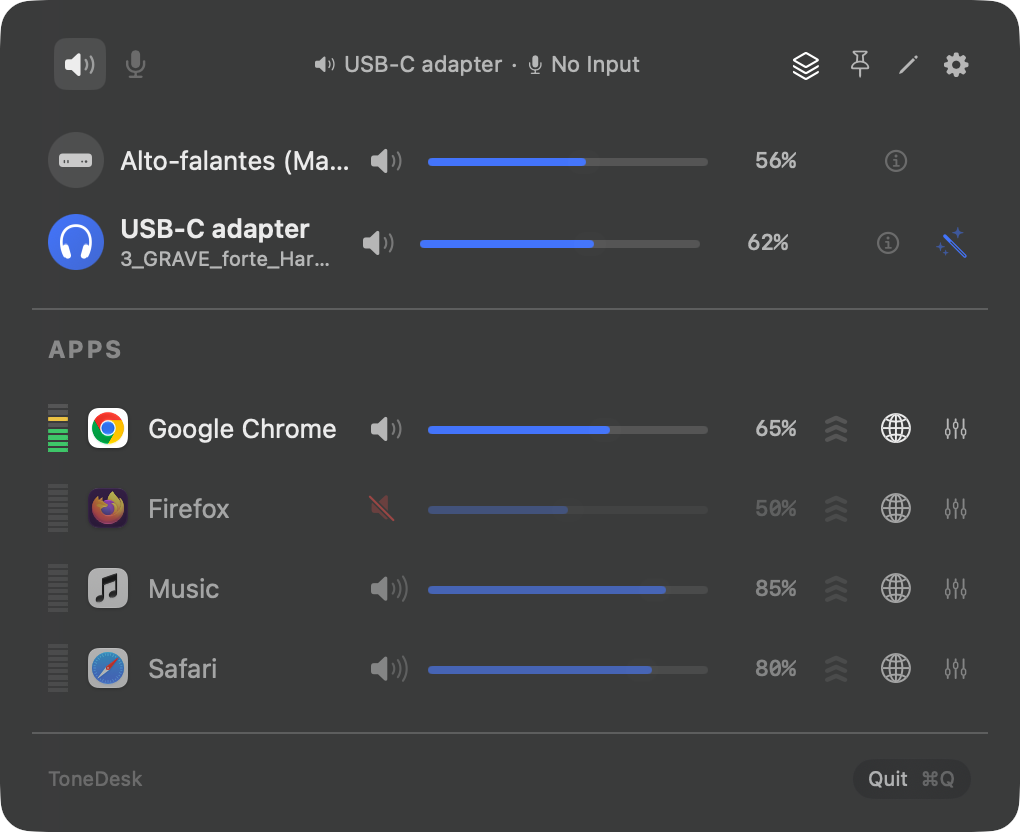 USB-C adapter · No Input
Alto-falantes (Ma... 56%
USB-C adapter 62%
3_GRAVE_forte_Har...
APPS
Google Chrome 65%
Firefox 50%
Music 85%
Safari 80%
ToneDesk Quit ⌘Q